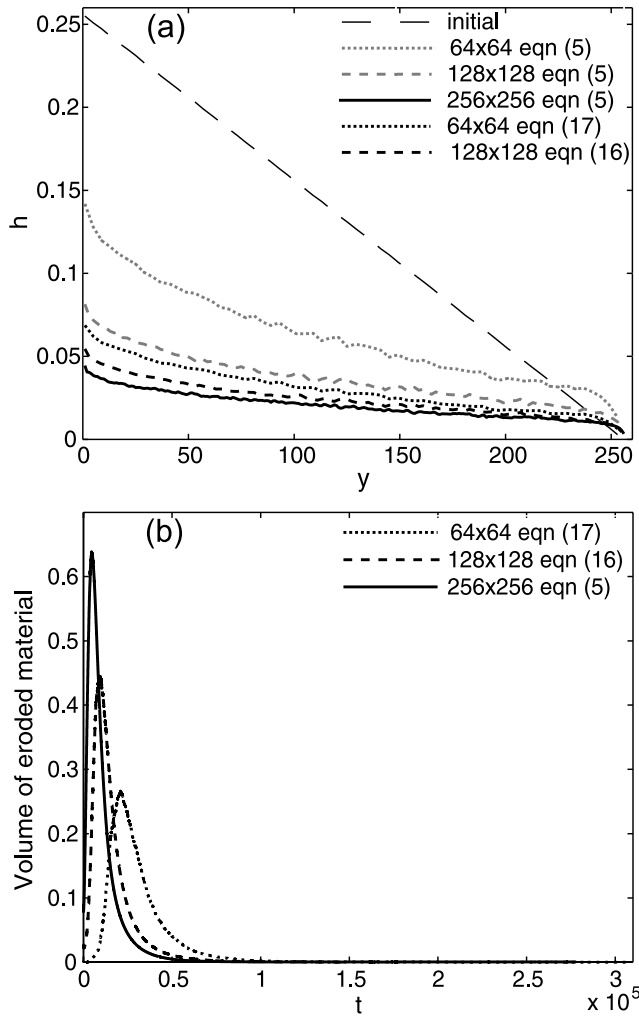 (a)
initial
64x64 eqn (5)
128x128 eqn (5)
256x256 eqn (5)
64x64 eqn (17)
128x128 eqn (16)
0.25
0.2
0.15
0.1
0.05
0
h
0 50 100 150 200 250
y
(b)
64x64 eqn (17)
128x128 eqn (16)
256x256 eqn (5)
0.6
0.5
0.4
0.3
0.2
0.1
0
Volume of eroded material
0 0.5 1 1.5 2 2.5 3
t
x 10^5